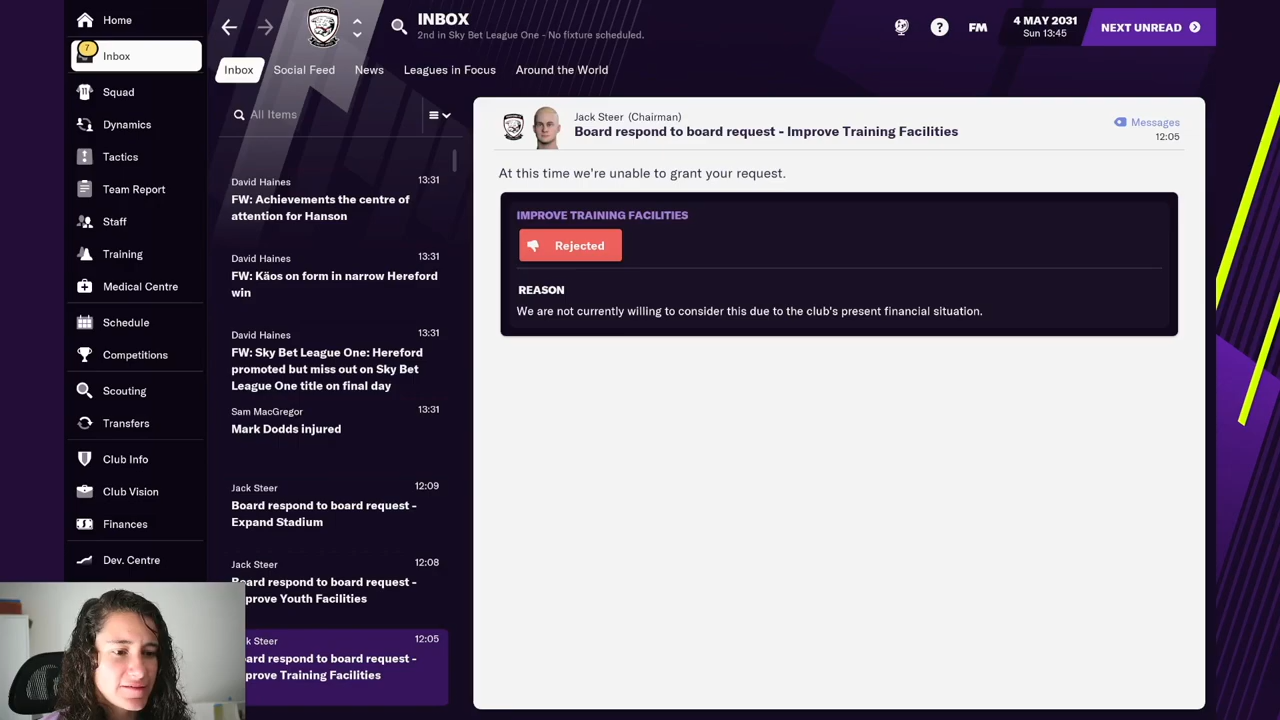 Home
7
Inbox
Squad
Dynamics
Tactics
Team Report
Staff
Training
Medical Centre
Schedule
Competitions
Scouting
Transfers
Club Info
Club Vision
Finances
Dev. Centre
INBOX
2nd in Sky Bet League One - No fixture scheduled.
FM
4 MAY 2031
Sun 13:45
NEXT UNREAD
Inbox
Social Feed
News
Leagues in Focus
Around the World
All Items
David Haines
13:31
FW: Achievements the centre of
attention for Hanson
David Haines
13:31
FW: Käos on form in narrow Hereford
win
David Haines
13:31
FW: Sky Bet League One: Hereford
promoted but miss out on Sky Bet
League One title on final day
Sam MacGregor
13:31
Mark Dodds injured
Jack Steer
12:09
Board respond to board request -
Expand Stadium
Jack Steer
12:08
Board respond to board request -
prove Youth Facilities
k Steer
12:05
ard respond to board request -
prove Training Facilities
Jack Steer (Chairman)
Board respond to board request - Improve Training Facilities
Messages
12:05
At this time we're unable to grant your request.
IMPROVE TRAINING FACILITIES
Rejected
REASON
We are not currently willing to consider this due to the club's present financial situation.